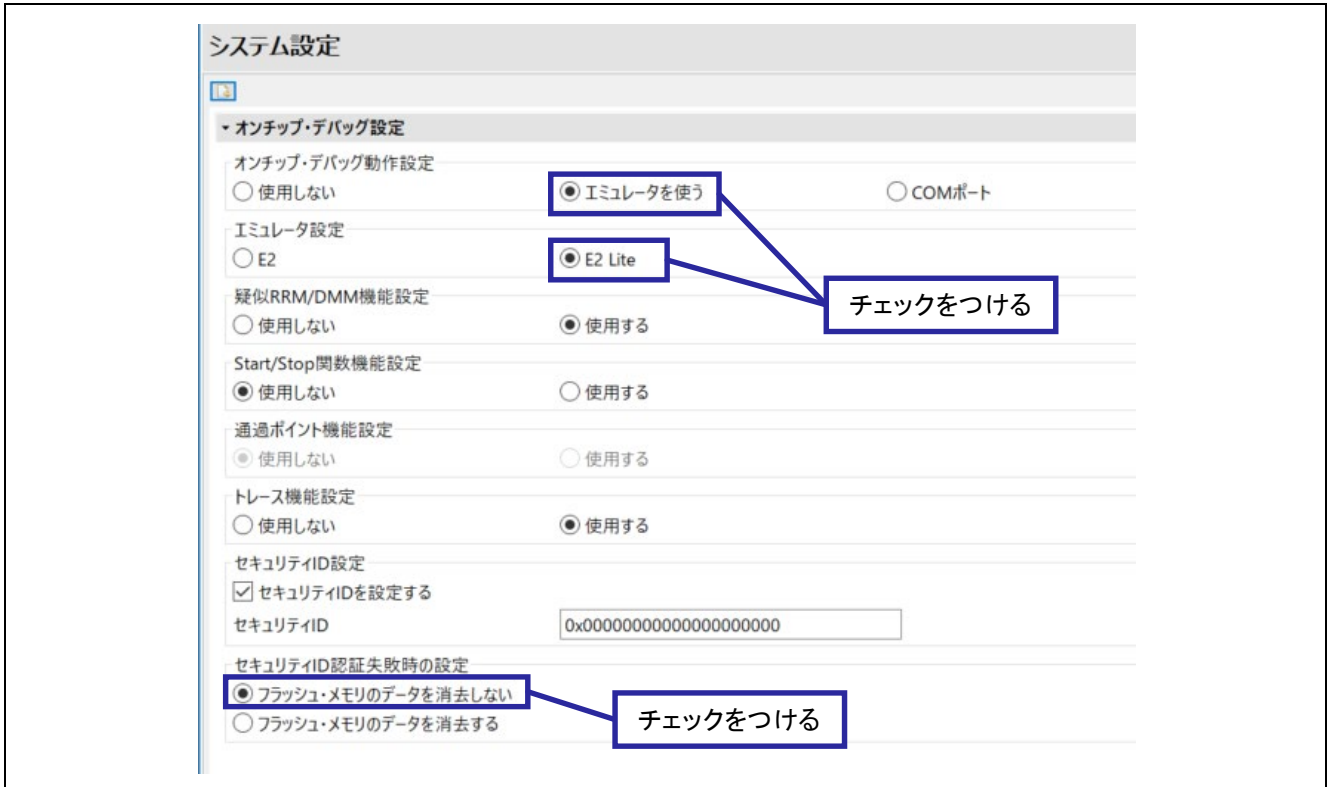 システム設定
オンチップ・デバッグ設定
オンチップ・デバッグ動作設定
使用しない エミュレータを使う COMポート
エミュレータ設定
E2 E2 Lite
疑似RRM/DMM機能設定
チェックをつける
使用しない 使用する
Start/Stop関数機能設定
使用しない 使用する
通過ポイント機能設定
使用しない 使用する
トレース機能設定
使用しない 使用する
セキュリティID設定
セキュリティIDを設定する
セキュリティID 0x00000000000000000000
セキュリティID認証失敗時の設定
フラッシュ・メモリのデータを消去しない
チェックをつける
フラッシュ・メモリのデータを消去する